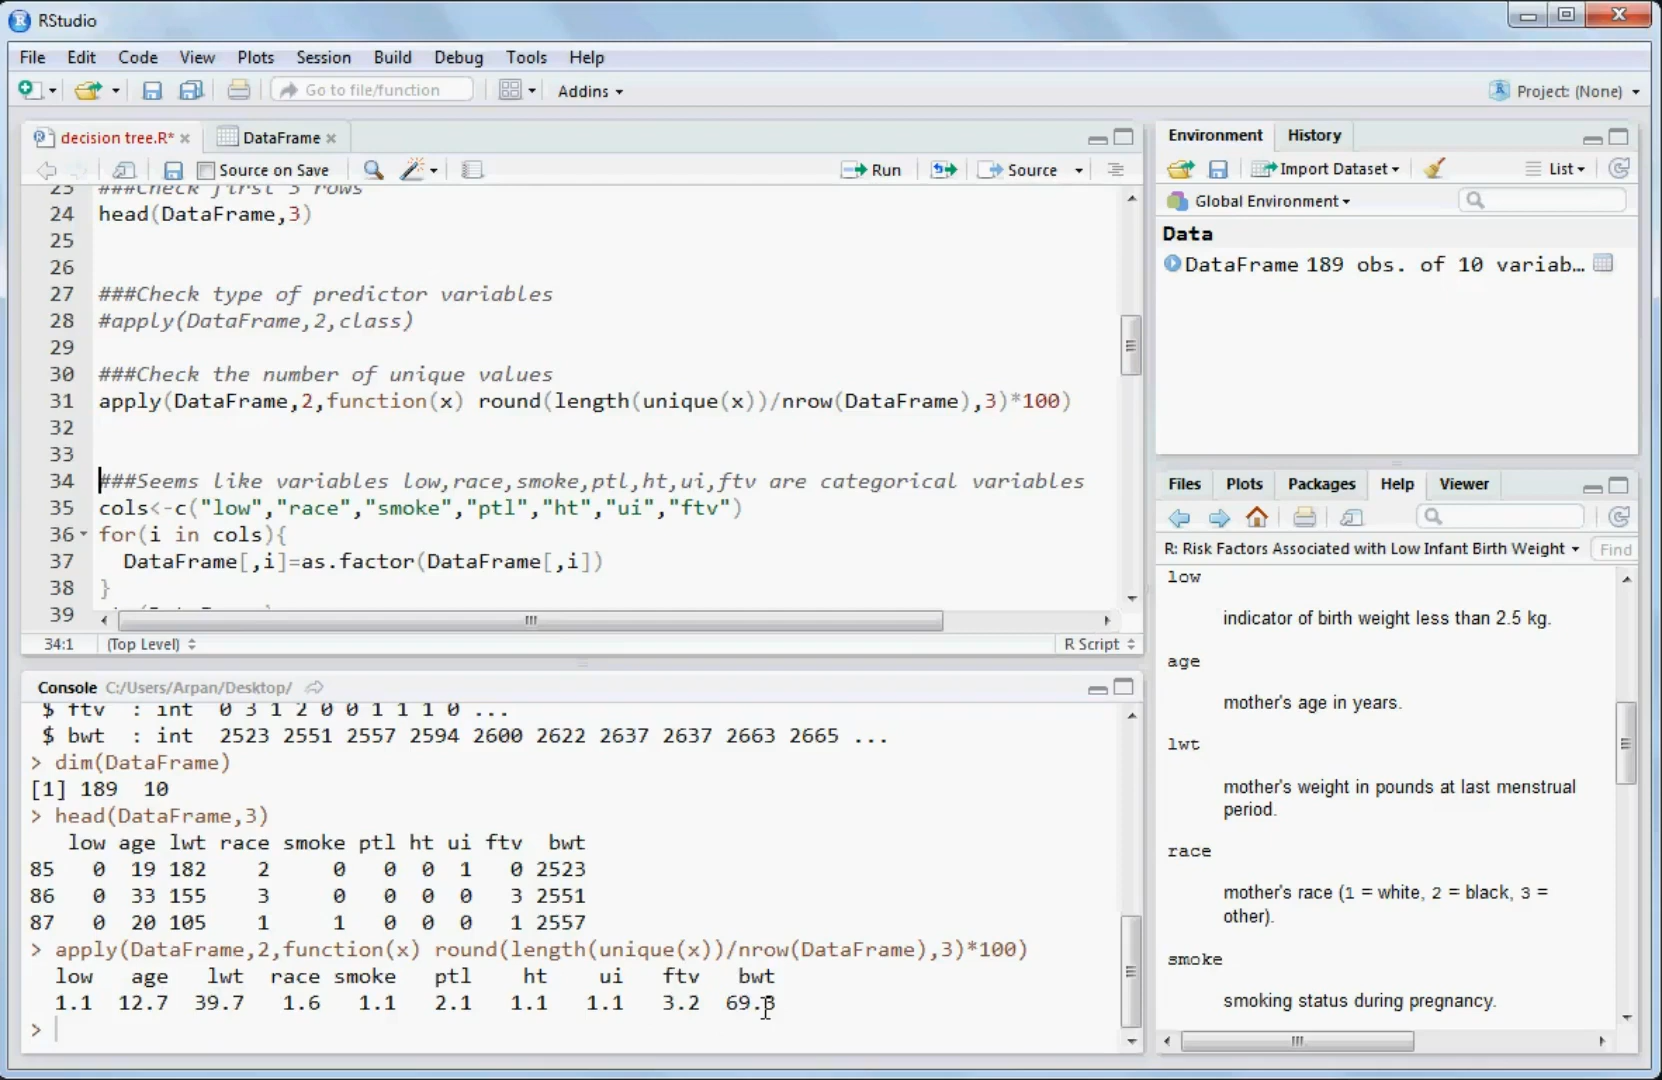 RStudio
File Edit Code View Plots Session Build Debug Tools Help
Go to file/function Addins Project: (None)
decision tree.R* DataFrame
Source on Save Run Source
23 ###Check first 3 rows
24 head(DataFrame,3)
25
26
27 ###Check type of predictor variables
28 #apply(DataFrame,2,class)
29
30 ###Check the number of unique values
31 apply(DataFrame,2,function(x) round(length(unique(x))/nrow(DataFrame),3)*100)
32
33
34 ###Seems like variables low,race,smoke,ptl,ht,ui,ftv are categorical variables
35 cols<-c("low","race","smoke","ptl","ht","ui","ftv")
36 for(i in cols){
37 DataFrame[,i]=as.factor(DataFrame[,i])
38 }
39
34:1 (Top Level) R Script
Console C:/Users/Arpan/Desktop/
$ ftv : int 0 3 1 2 0 0 1 1 1 0 ...
$ bwt : int 2523 2551 2557 2594 2600 2622 2637 2637 2663 2665 ...
> dim(DataFrame)
[1] 189 10
> head(DataFrame,3)
low age lwt race smoke ptl ht ui ftv bwt
85 0 19 182 2 0 0 0 1 0 2523
86 0 33 155 3 0 0 0 0 3 2551
87 0 20 105 1 1 0 0 0 1 2557
> apply(DataFrame,2,function(x) round(length(unique(x))/nrow(DataFrame),3)*100)
low age lwt race smoke ptl ht ui ftv bwt
1.1 12.7 39.7 1.6 1.1 2.1 1.1 1.1 3.2 69.3
>
Environment History
Import Dataset List
Global Environment
Data
DataFrame 189 obs. of 10 variab...
Files Plots Packages Help Viewer
R: Risk Factors Associated with Low Infant Birth Weight Find
low
indicator of birth weight less than 2.5 kg.
age
mother's age in years.
lwt
mother's weight in pounds at last menstrual
period.
race
mother's race (1 = white, 2 = black, 3 =
other).
smoke
smoking status during pregnancy.